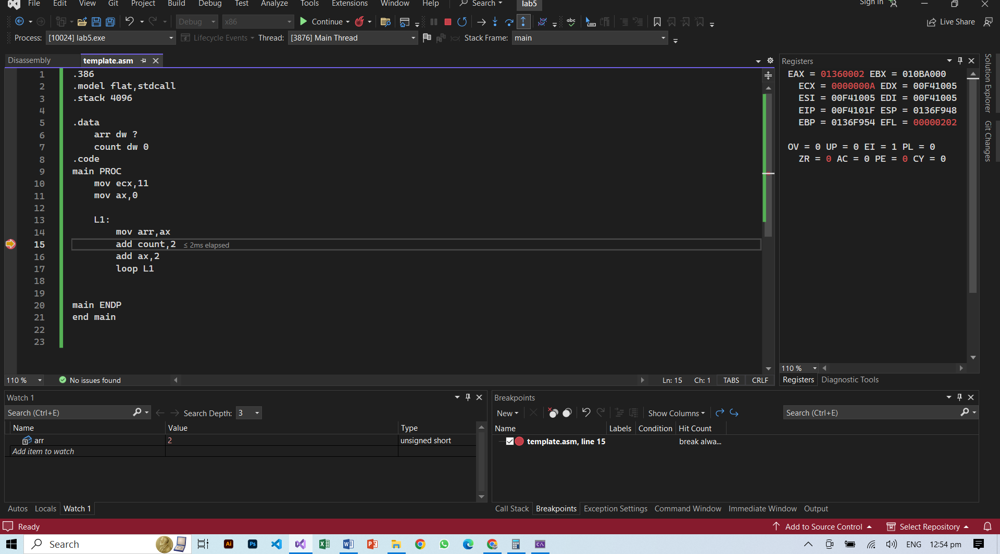 File Edit View Git Project Build Debug Test Analyze Tools Extensions Window Help Search lab5 Sign in
Debug x86 Continue abc Live Share
Process: [10024] lab5.exe Lifecycle Events Thread: [3876] Main Thread Stack Frame: main
Disassembly template.asm
1 .386
2 .model flat,stdcall
3 .stack 4096
4
5 .data
6 arr dw ?
7 count dw 0
8 .code
9 main PROC
10 mov ecx,11
11 mov ax,0
12
13 L1:
14 mov arr,ax
15 add count,2 ≤ 2ms elapsed
16 add ax,2
17 loop L1
18
19
20 main ENDP
21 end main
22
23
110 % No issues found Ln: 15 Ch: 1 TABS CRLF
Registers
EAX = 01360002 EBX = 010BA000
ECX = 0000000A EDX = 00F41005
ESI = 00F41005 EDI = 00F41005
EIP = 00F4101F ESP = 0136F948
EBP = 0136F954 EFL = 00000202
OV = 0 UP = 0 EI = 1 PL = 0
ZR = 0 AC = 0 PE = 0 CY = 0
110 %
Registers Diagnostic Tools
Solution Explorer
Git Changes
Watch 1
Search (Ctrl+E) Search Depth: 3
Name Value Type
arr 2 unsigned short
Add item to watch
Autos Locals Watch 1
Breakpoints
New Show Columns Search (Ctrl+E)
Name Labels Condition Hit Count
template.asm, line 15 break alwa...
Call Stack Breakpoints Exception Settings Command Window Immediate Window Output
Ready Add to Source Control Select Repository
Search Ai Ps C:\ ENG 12:54 pm